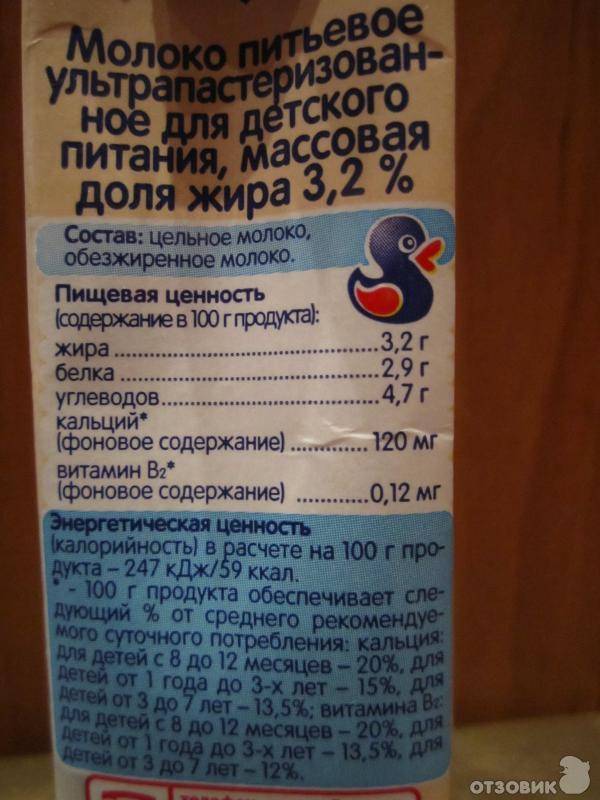 Молоко питьевое
ультрапастеризован-
ное для детского
питания, массовая
доля жира 3,2 %
Состав: цельное молоко,
обезжиренное молоко.
Пищевая ценность
(содержание в 100 г продукта):
жира ................ 3,2 г
белка ................ 2,9 г
углеводов................ 4,7 г
кальций*
(фоновое содержание) ............ 120 мг
витамин В2*
(фоновое содержание) ............0,12 мг
Энергетическая ценность
(калорийность) в расчете на 100 г про-
дукта – 247 кДж/59 ккал.
* - 100 г продукта обеспечивает сле-
дующий % от среднего рекомендуе-
мого суточного потребления: кальция:
для детей с 8 до 12 месяцев – 20%, для
детей от 1 года до 3-х лет – 15%, для
детей от 3 до 7 лет – 13,5%; витамина В2:
для детей с 8 до 12 месяцев – 20%, для
детей от 1 года до 3-х лет – 13,5%, для
детей от 3 до 7 лет – 12%.
ОТЗОВИК